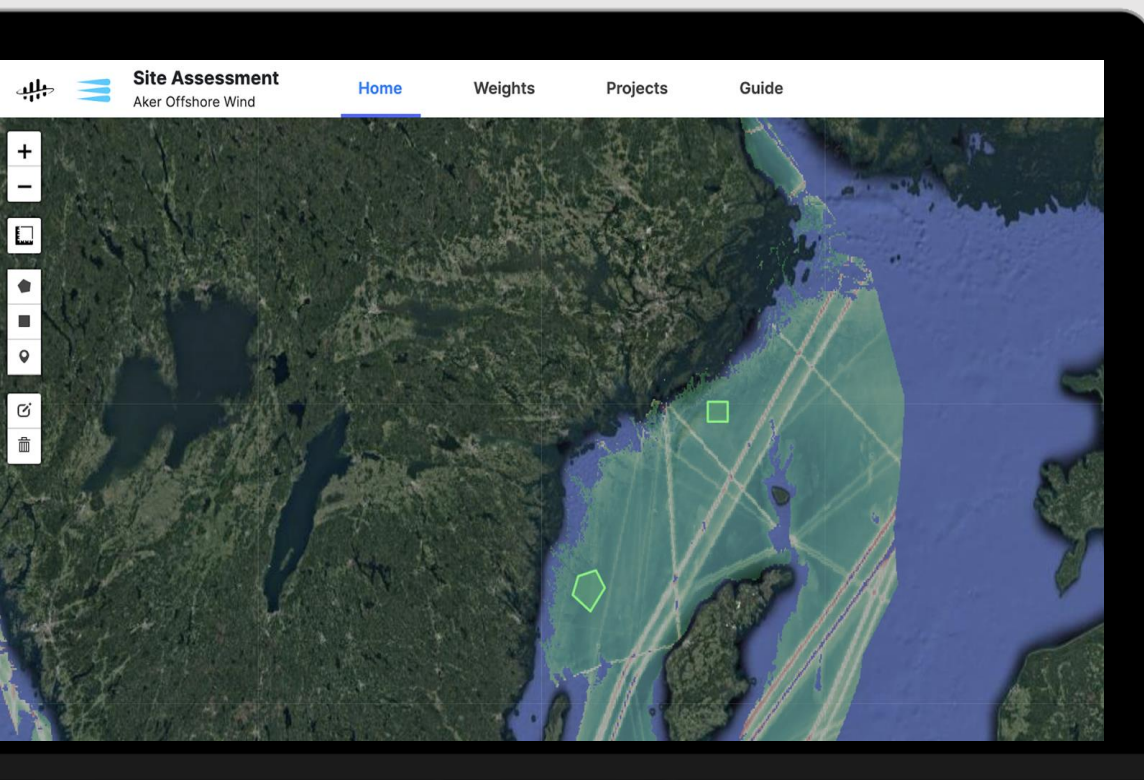 Site Assessment
Aker Offshore Wind
Home
Weights
Projects
Guide
+
−